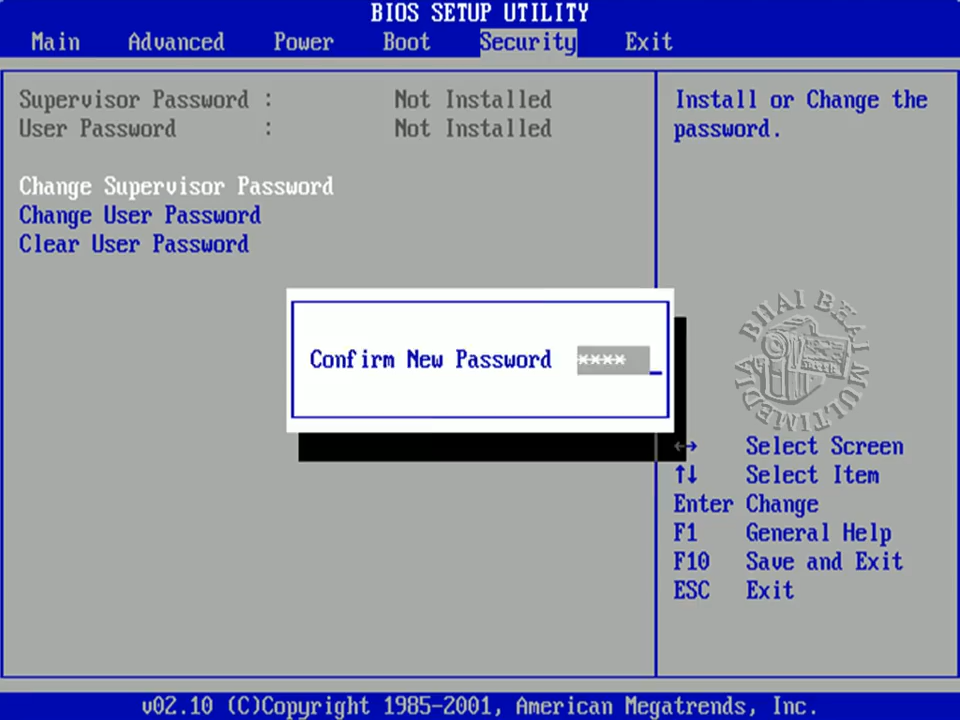 BIOS SETUP UTILITY
Main Advanced Power Boot Security Exit
Supervisor Password : Not Installed
User Password : Not Installed
Change Supervisor Password
Change User Password
Clear User Password
Install or Change the
password.
Confirm New Password ****
BHAI BHAI MULTIMEDIA
↔ Select Screen
↑↓ Select Item
Enter Change
F1 General Help
F10 Save and Exit
ESC Exit
v02.10 (C)Copyright 1985-2001, American Megatrends, Inc.